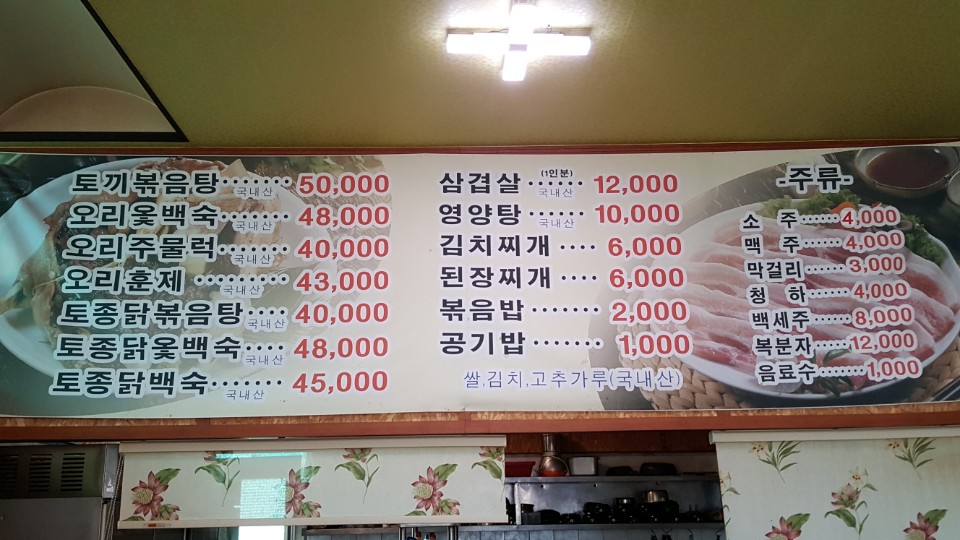 토끼볶음탕········ 50,000
국내산
오리옻백숙········ 48,000
국내산
오리주물럭········ 40,000
국내산
오리훈제 ········· 43,000
국내산
토종닭볶음탕····· 40,000
국내산
토종닭옻백숙····· 48,000
국내산
토종닭백숙······· 45,000
국내산
(1인분)
삼겹살 ······ 12,000
국내산
영양탕 ······ 10,000
국내산
김치찌개 ···· 6,000
된장찌개 ···· 6,000
볶음밥 ······· 2,000
공기밥········ 1,000
쌀,김치,고추가루(국내산)
-주류-
소 주······4,000
맥 주······4,000
막걸리······3,000
청 하······4,000
백세주······8,000
복분자·····12,000
음료수······1,000